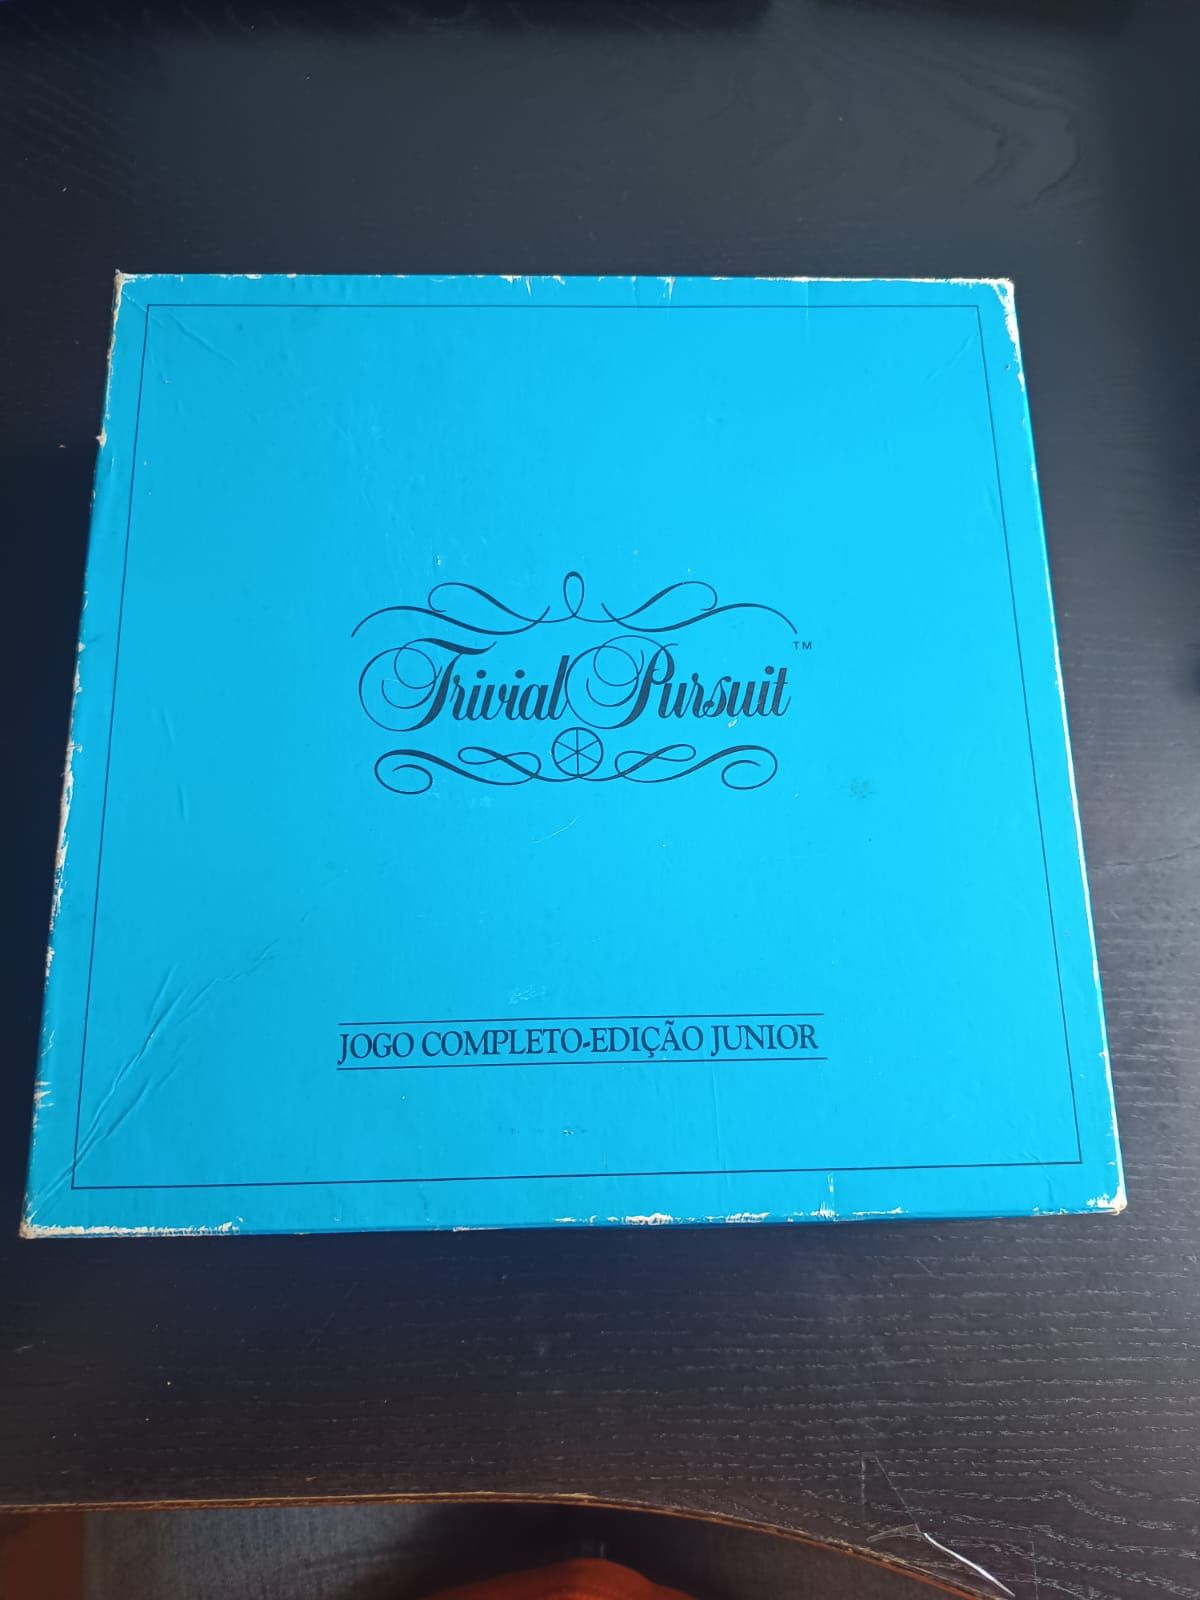 Trivial Pursuit™
JOGO COMPLETO-EDIÇÃO JUNIOR